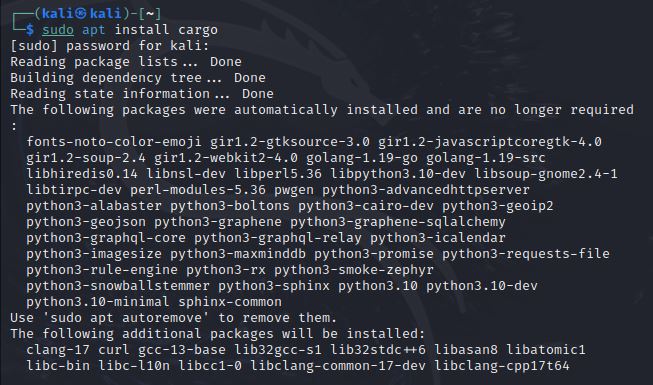 ┌──(kali㉿kali)-[~]
└─$ sudo apt install cargo
[sudo] password for kali:
Reading package lists... Done
Building dependency tree... Done
Reading state information... Done
The following packages were automatically installed and are no longer required
:
  fonts-noto-color-emoji gir1.2-gtksource-3.0 gir1.2-javascriptcoregtk-4.0
  gir1.2-soup-2.4 gir1.2-webkit2-4.0 golang-1.19-go golang-1.19-src
  libhiredis0.14 libnsl-dev libperl5.36 libpython3.10-dev libsoup-gnome2.4-1
  libtirpc-dev perl-modules-5.36 pwgen python3-advancedhttpserver
  python3-alabaster python3-boltons python3-cairo-dev python3-geoip2
  python3-geojson python3-graphene python3-graphene-sqlalchemy
  python3-graphql-core python3-graphql-relay python3-icalendar
  python3-imagesize python3-maxminddb python3-promise python3-requests-file
  python3-rule-engine python3-rx python3-smoke-zephyr
  python3-snowballstemmer python3-sphinx python3.10 python3.10-dev
  python3.10-minimal sphinx-common
Use 'sudo apt autoremove' to remove them.
The following additional packages will be installed:
  clang-17 curl gcc-13-base lib32gcc-s1 lib32stdc++6 libasan8 libatomic1
  libc-bin libc-l10n libcc1-0 libclang-common-17-dev libclang-cpp17t64